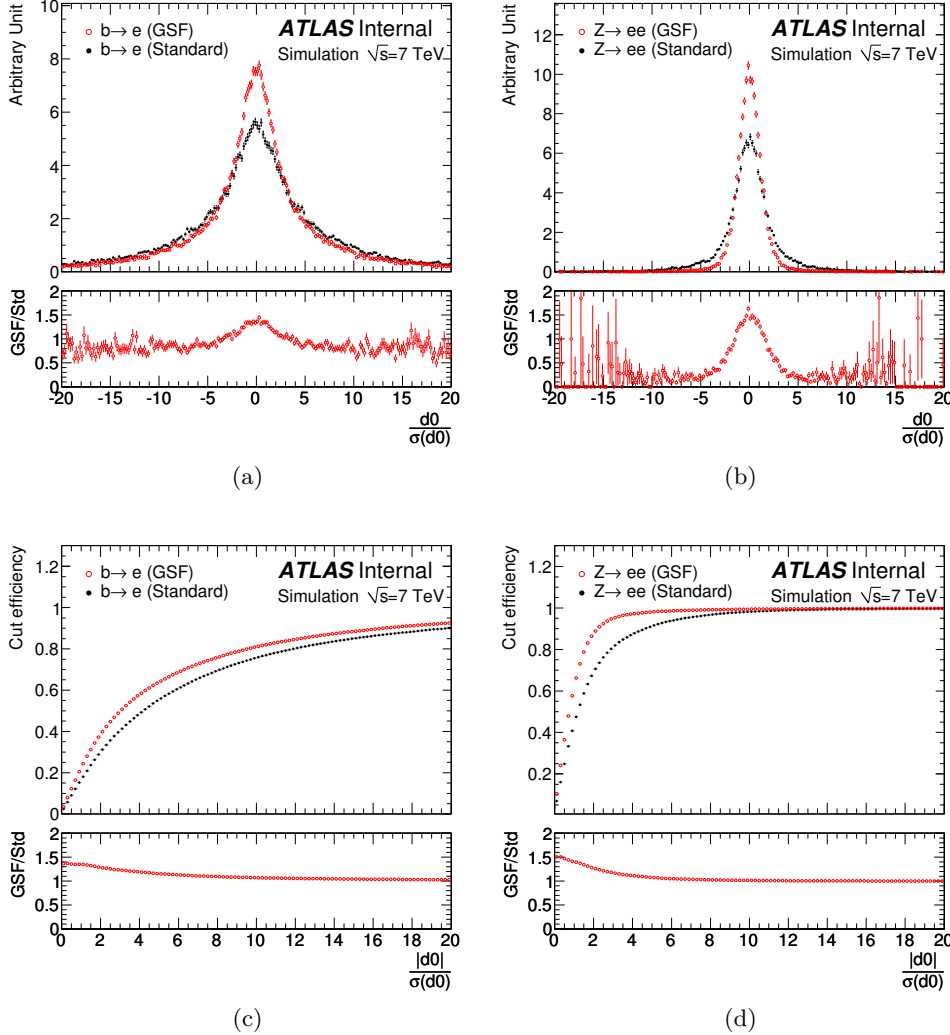 Arbitrary Unit
10
8
6
4
2
0
b→ e (GSF)
b→ e (Standard)
ATLAS Internal
Simulation √s=7 TeV
GSF/Std
2
1.5
1
0.5
0
-20 -15 -10 -5 0 5 10 15 20
d0
σ(d0)
(a)
Arbitrary Unit
12
10
8
6
4
2
0
Z→ ee (GSF)
Z→ ee (Standard)
ATLAS Internal
Simulation √s=7 TeV
GSF/Std
2
1.5
1
0.5
0
-20 -15 -10 -5 0 5 10 15 20
d0
σ(d0)
(b)
Cut efficiency
1.2
1
0.8
0.6
0.4
0.2
0
b→ e (GSF)
b→ e (Standard)
ATLAS Internal
Simulation √s=7 TeV
GSF/Std
2
1.5
1
0.5
0
0 2 4 6 8 10 12 14 16 18 20
|d0|
σ(d0)
(c)
Cut efficiency
1.2
1
0.8
0.6
0.4
0.2
0
Z→ ee (GSF)
Z→ ee (Standard)
ATLAS Internal
Simulation √s=7 TeV
GSF/Std
2
1.5
1
0.5
0
0 2 4 6 8 10 12 14 16 18 20
|d0|
σ(d0)
(d)